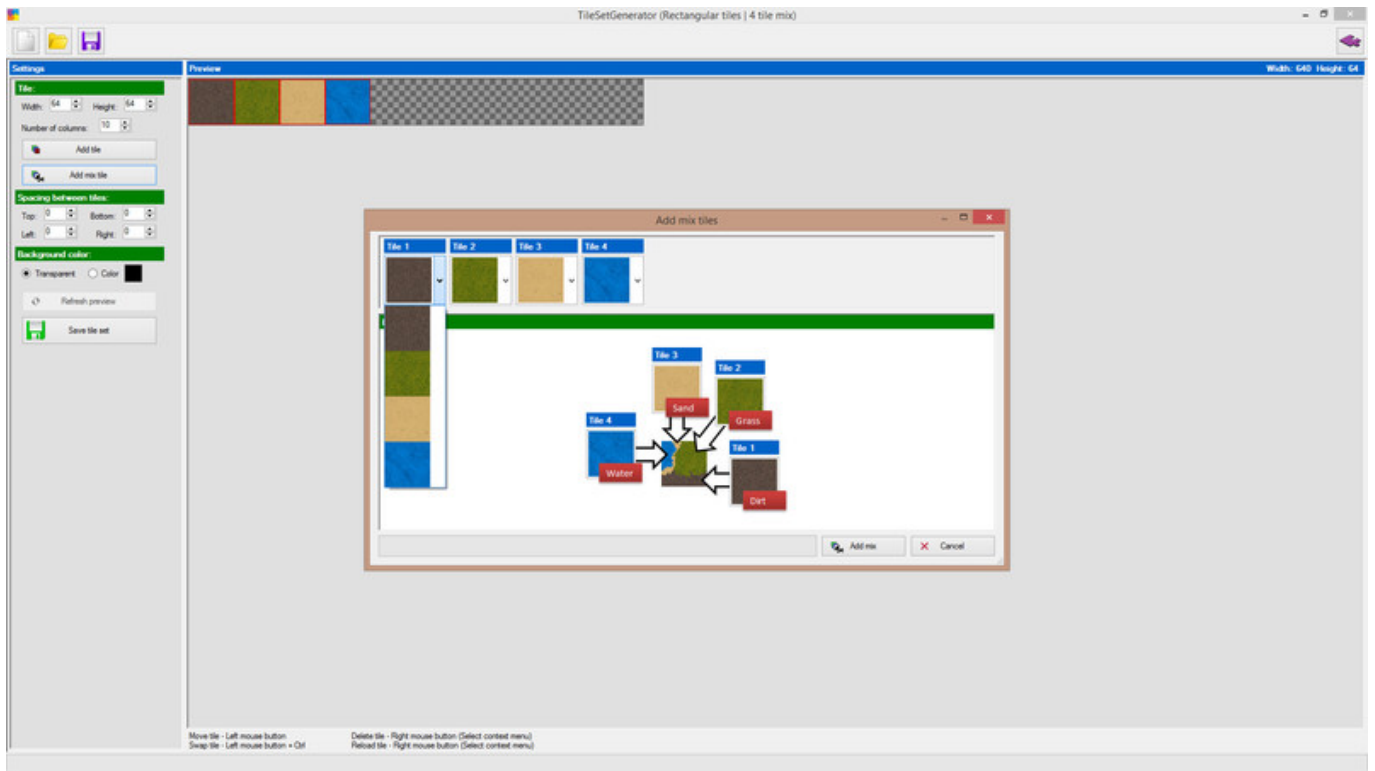 TileSetGenerator (Rectangular tiles | 4 tile mix)
Settings
Preview
Width: 640 Height: 64
Tile:
Width: 64 Height: 64
Number of columns: 10
Add tile
Add mix tile
Spacing between tiles:
Top: 0 Bottom: 0
Left: 0 Right: 0
Background color:
Transparent Color
Refresh preview
Save tile set
Add mix tiles
Tile 1 Tile 2 Tile 3 Tile 4
Tile 3
Tile 2
Sand
Grass
Tile 4
Tile 1
Water
Dirt
Add mix Cancel
Move tile - Left mouse button Delete tile - Right mouse button (Select context menu)
Swap tile - Left mouse button + Ctrl Reload tile - Right mouse button (Select context menu)